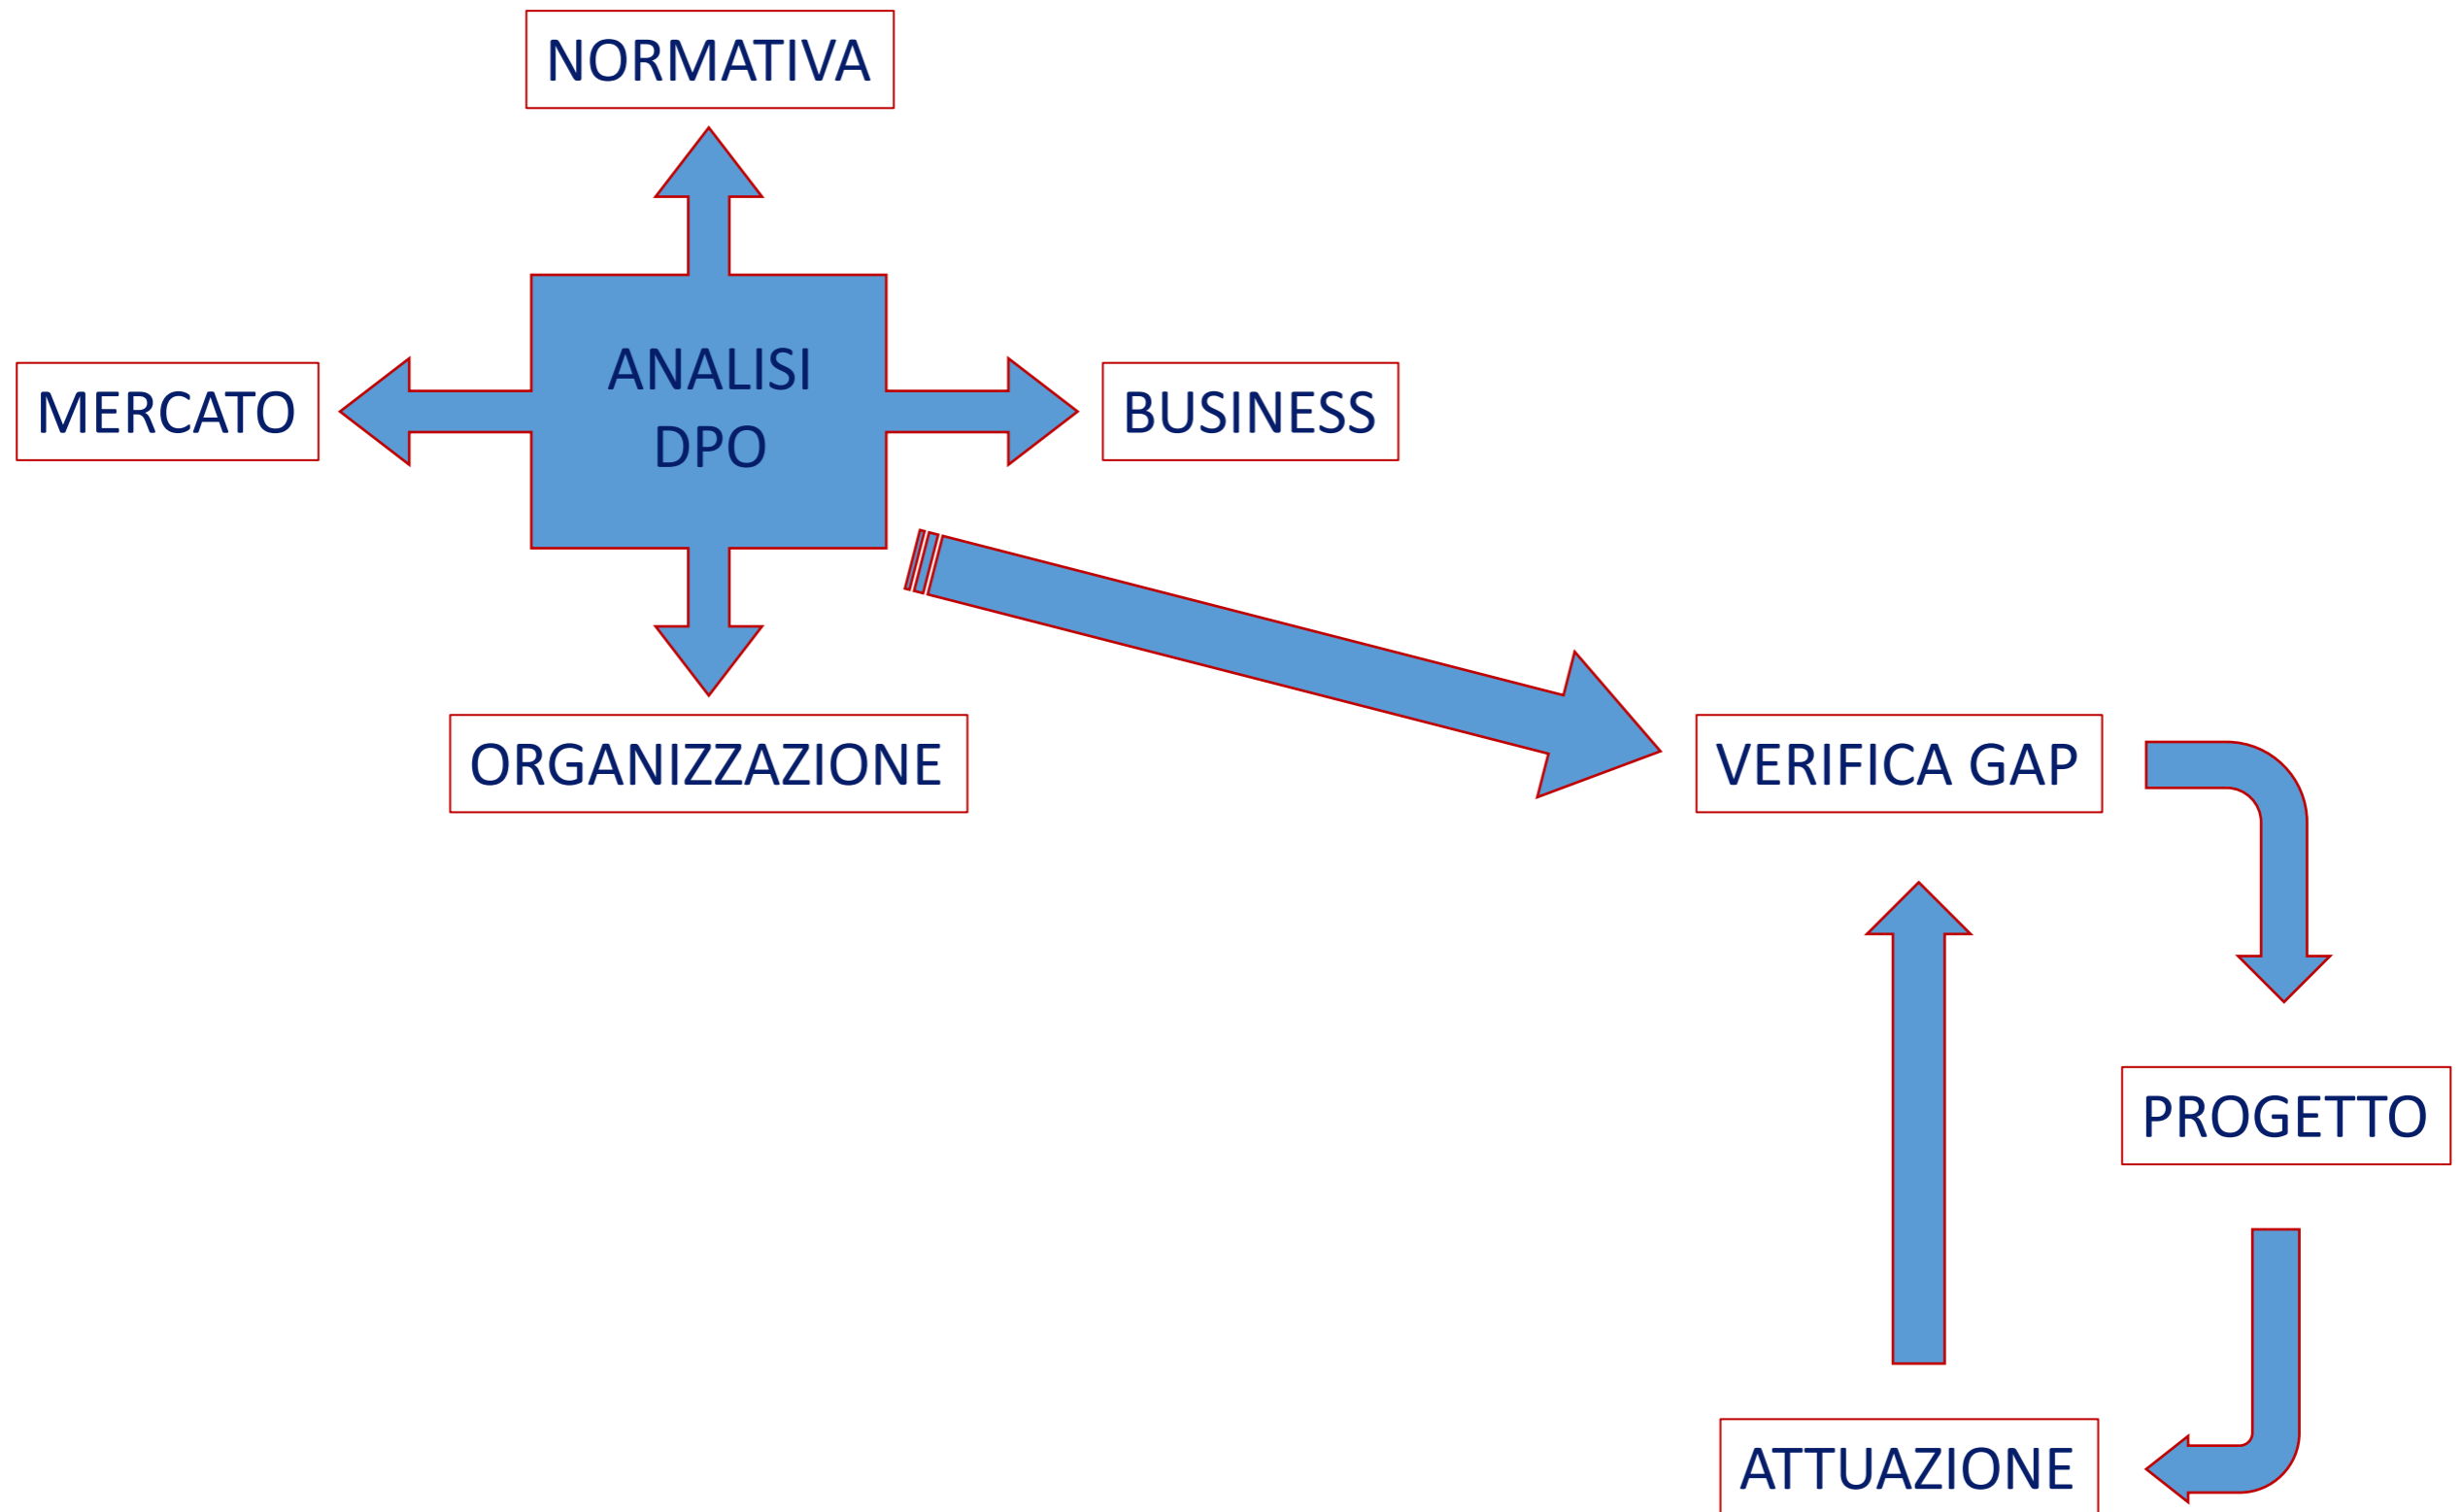 NORMATIVA
MERCATO
ANALISI
DPO
BUSINESS
ORGANIZZAZIONE
VERIFICA GAP
PROGETTO
ATTUAZIONE